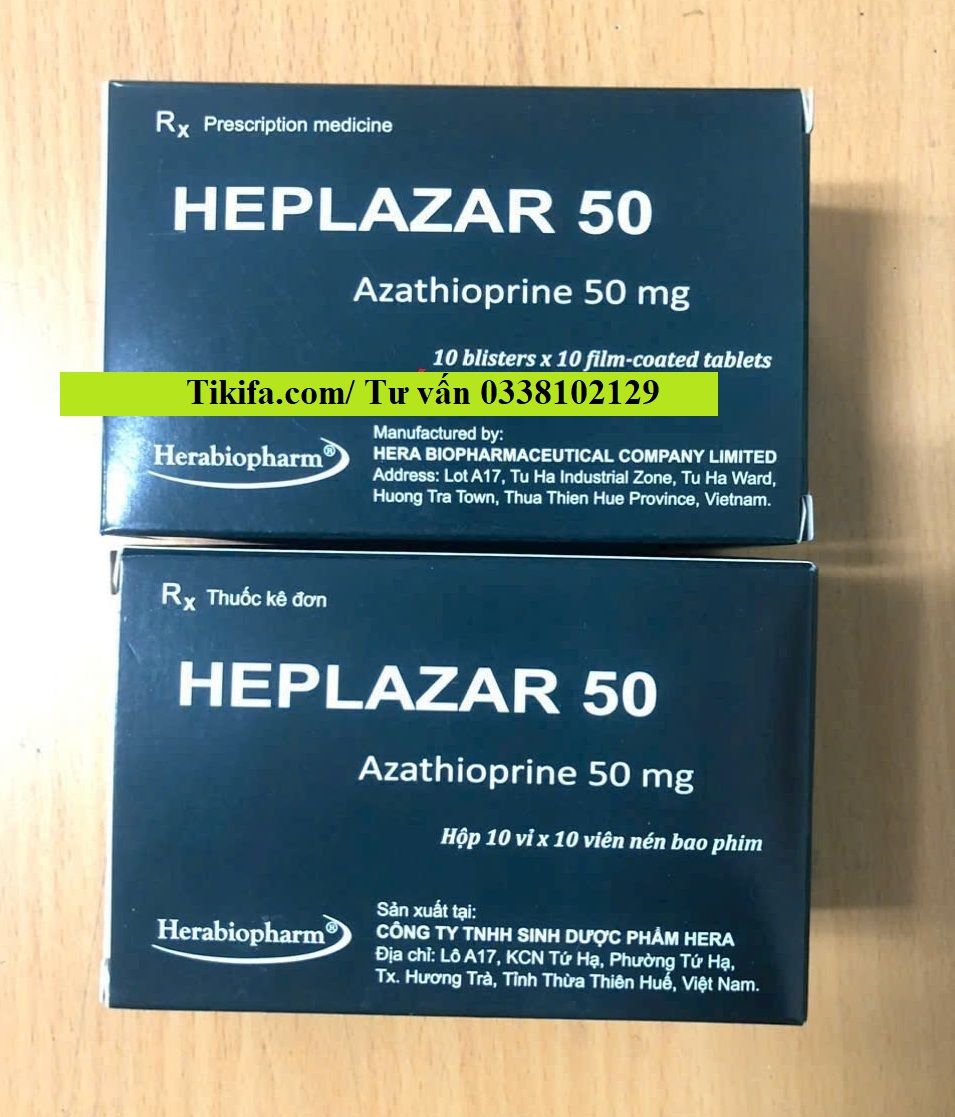 Rx Prescription medicine
HEPLAZAR 50
Azathioprine 50 mg
10 blisters x 10 film-coated tablets
Tikifa.com/ Tư vấn 0338102129
Herabiopharm®
Manufactured by:
HERA BIOPHARMACEUTICAL COMPANY LIMITED
Address: Lot A17, Tu Ha Industrial Zone, Tu Ha Ward,
Huong Tra Town, Thua Thien Hue Province, Vietnam.
Rx Thuốc kê đơn
HEPLAZAR 50
Azathioprine 50 mg
Hộp 10 vỉ x 10 viên nén bao phim
Herabiopharm®
Sản xuất tại:
CÔNG TY TNHH SINH DƯỢC PHẨM HERA
Địa chỉ: Lô A17, KCN Tứ Hạ, Phường Tứ Hạ,
Tx. Hương Trà, Tỉnh Thừa Thiên Huế, Việt Nam.